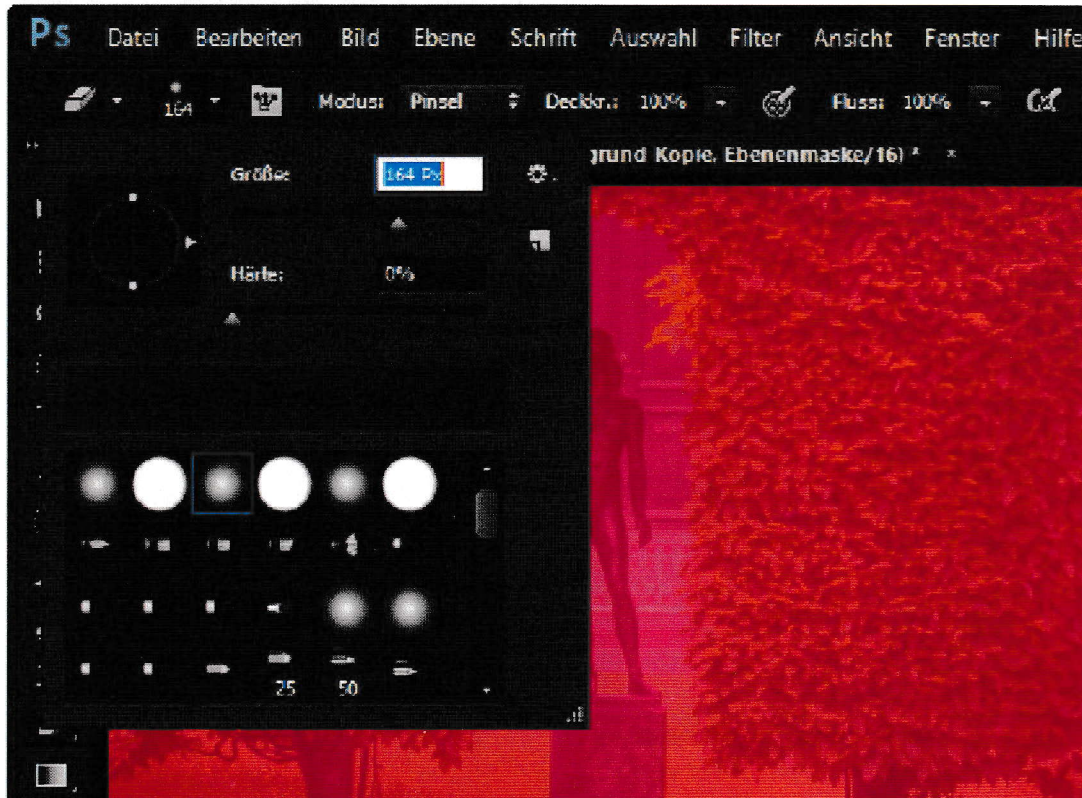 Ps Datei Bearbeiten Bild Ebene Schrift Auswahl Filter Ansicht Fenster Hilfe
164 Modus: Pinsel Deckkr.: 100% Fluss: 100%
grund Kopie, Ebenenmaske/16) * ×
Größe: 164 Px
Härte: 0%
25 50